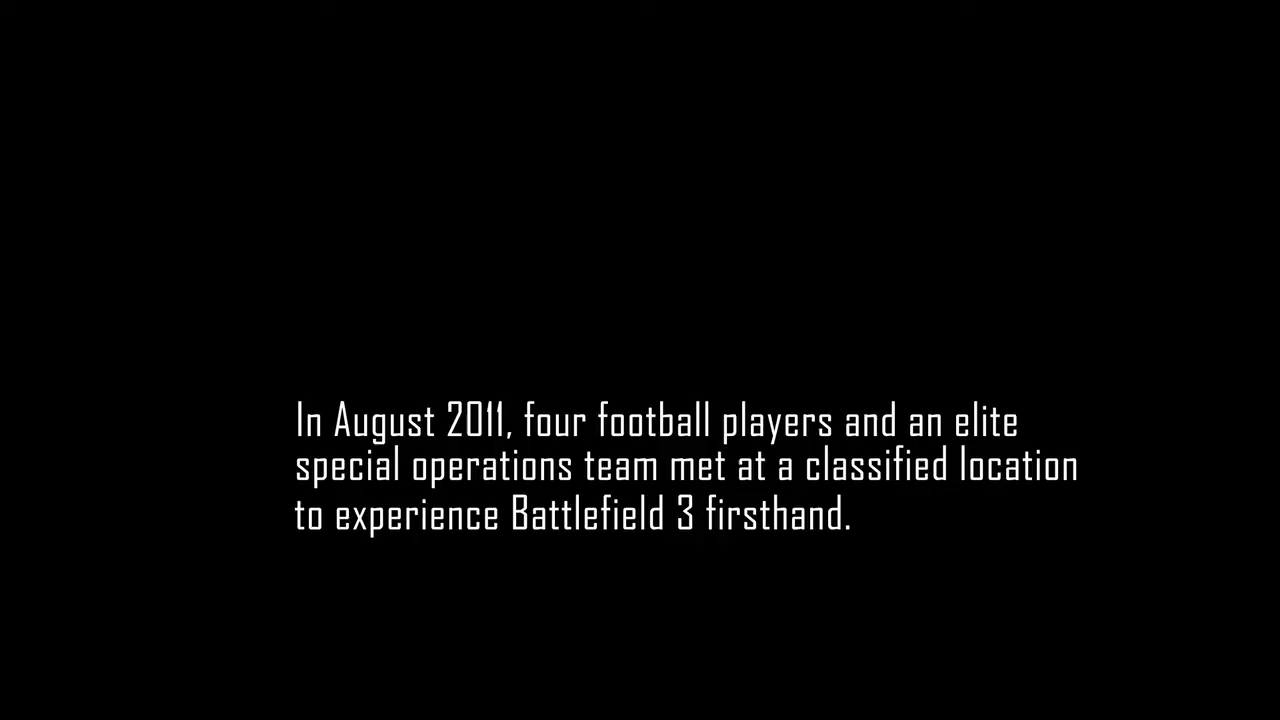 In August 2011, four football players and an elite
special operations team met at a classified location
to experience Battlefield 3 firsthand.